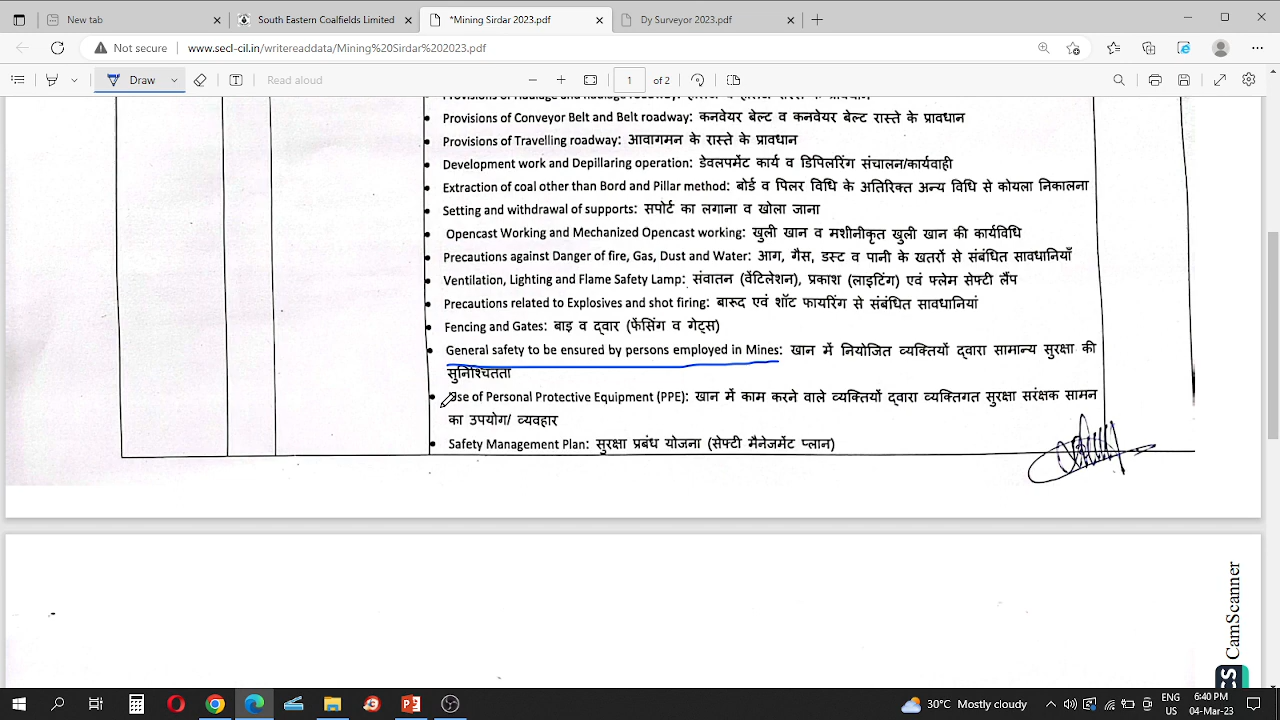 New tab
South Eastern Coalfields Limited
*Mining Sirdar 2023.pdf
Dy Surveyor 2023.pdf
Not secure | www.secl-cil.in/writereaddata/Mining%20Sirdar%202023.pdf
Draw
Read aloud
1 of 2
• Provisions of Conveyor Belt and Belt roadway: कनवेयर बेल्ट व कनवेयर बेल्ट रास्ते के प्रावधान
• Provisions of Travelling roadway: आवागमन के रास्ते के प्रावधान
• Development work and Depillaring operation: डेवलपमेंट कार्य व डिपिलरिंग संचालन/कार्यवाही
• Extraction of coal other than Bord and Pillar method: बोर्ड व पिलर विधि के अतिरिक्त अन्य विधि से कोयला निकालना
• Setting and withdrawal of supports: सपोर्ट का लगाना व खोला जाना
• Opencast Working and Mechanized Opencast working: खुली खान व मशीनीकृत खुली खान की कार्यविधि
• Precautions against Danger of fire, Gas, Dust and Water: आग, गैस, डस्ट व पानी के खतरों से संबंधित सावधानियाँ
• Ventilation, Lighting and Flame Safety Lamp: संवातन (वेंटिलेशन), प्रकाश (लाइटिंग) एवं फ्लेम सेफ्टी लैंप
• Precautions related to Explosives and shot firing: बारूद एवं शॉट फायरिंग से संबंधित सावधानियां
• Fencing and Gates: बाड़ व द्वार (फेंसिंग व गेट्स)
• General safety to be ensured by persons employed in Mines: खान में नियोजित व्यक्तियों द्वारा सामान्य सुरक्षा की
सुनिश्चितता
• Use of Personal Protective Equipment (PPE): खान में काम करने वाले व्यक्तियों द्वारा व्यक्तिगत सुरक्षा सरंक्षक सामन
का उपयोग/ व्यवहार
• Safety Management Plan: सुरक्षा प्रबंध योजना (सेफ्टी मैनेजमेंट प्लान)
CS CamScanner
30°C Mostly cloudy
ENG
US
6:40 PM
04-Mar-23